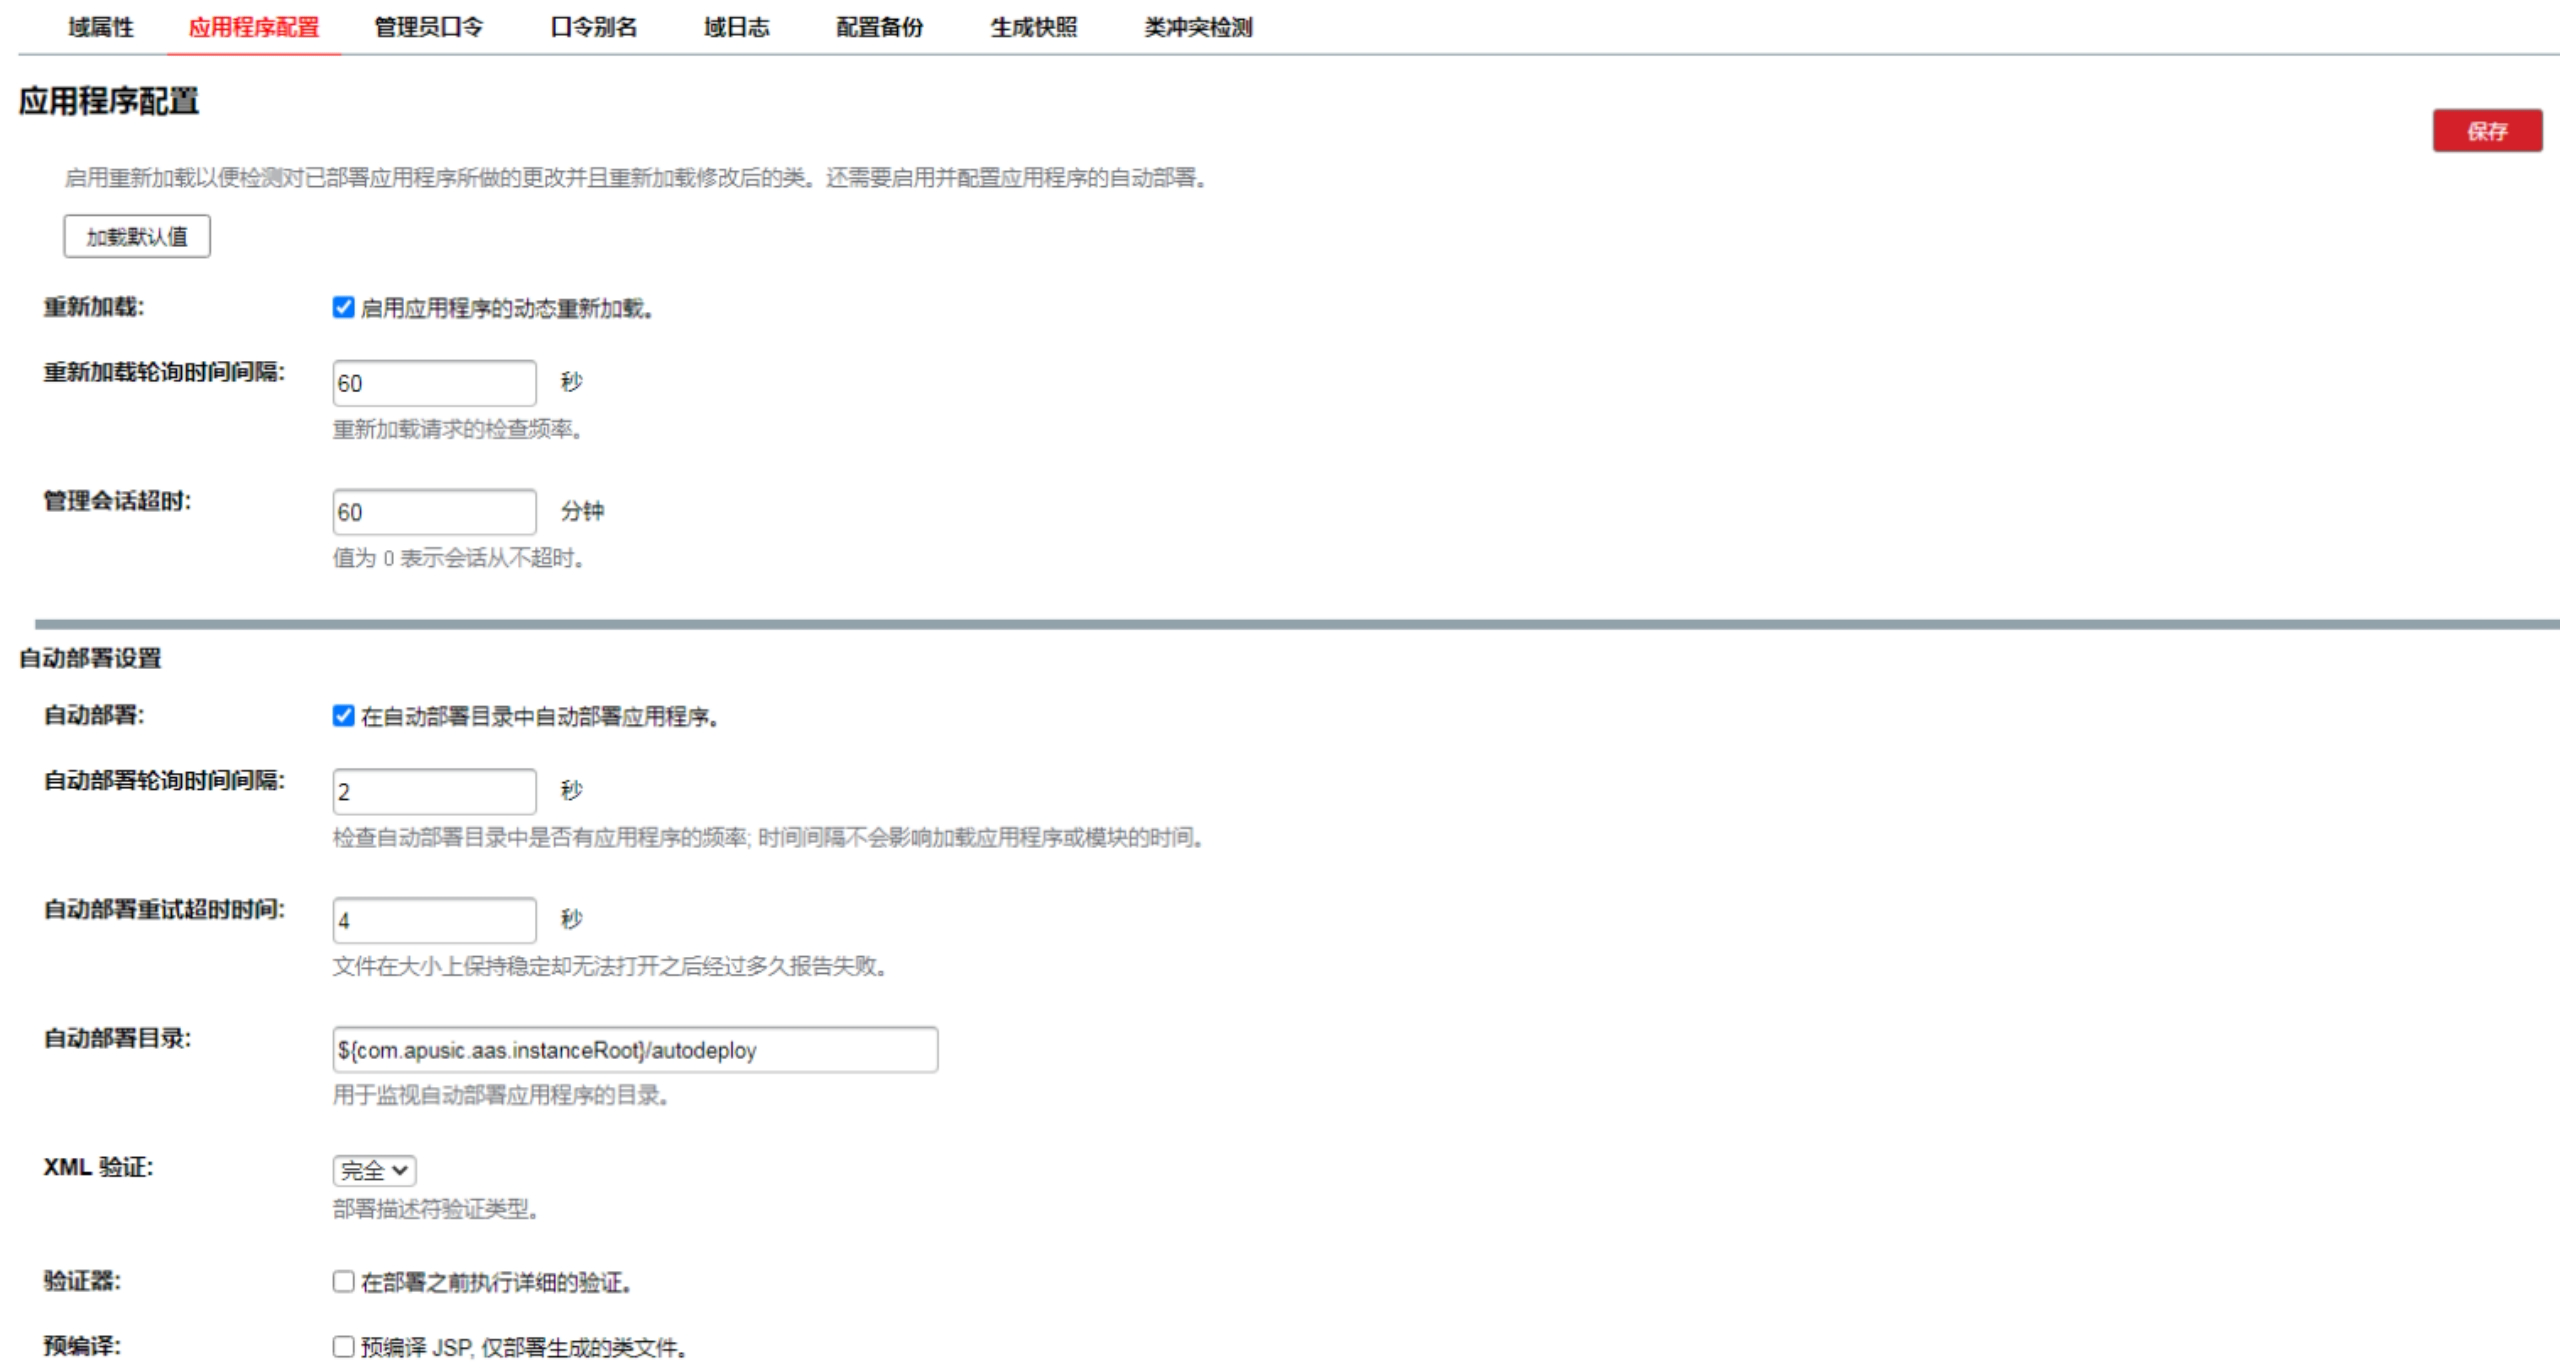 域属性 应用程序配置 管理员口令 口令别名 域日志 配置备份 生成快照 类冲突检测
应用程序配置
保存
启用重新加载以便检测对已部署应用程序所做的更改并且重新加载修改后的类。还需要启用并配置应用程序的自动部署。
加载默认值
重新加载: 启用应用程序的动态重新加载。
重新加载轮询时间间隔: 60 秒
重新加载请求的检查频率。
管理会话超时: 60 分钟
值为 0 表示会话从不超时。
自动部署设置
自动部署: 在自动部署目录中自动部署应用程序。
自动部署轮询时间间隔: 2 秒
检查自动部署目录中是否有应用程序的频率; 时间间隔不会影响加载应用程序或模块的时间。
自动部署重试超时时间: 4 秒
文件在大小上保持稳定却无法打开之后经过多久报告失败。
自动部署目录: ${com.apusic.aas.instanceRoot}/autodeploy
用于监视自动部署应用程序的目录。
XML 验证: 完全
部署描述符验证类型。
验证器: 在部署之前执行详细的验证。
预编译: 预编译 JSP, 仅部署生成的类文件。